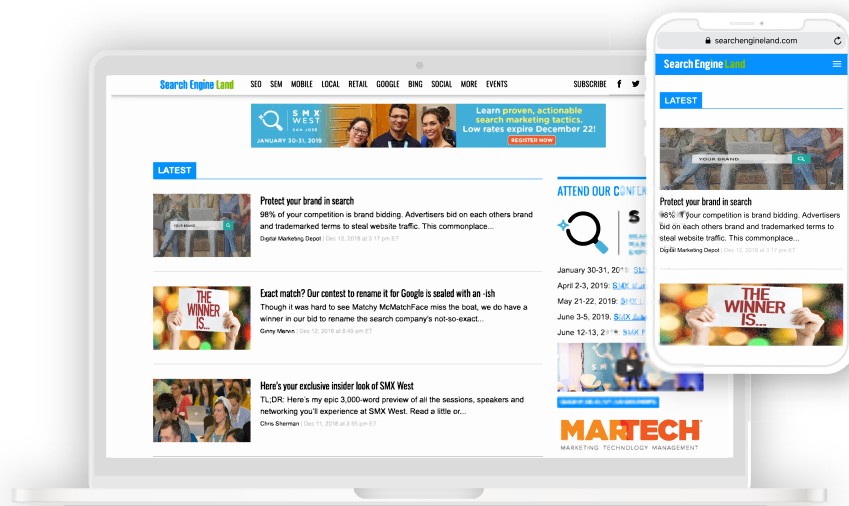 searchengineland.com
Search Engine Land
SEO SEM MOBILE LOCAL RETAIL GOOGLE BING SOCIAL MORE EVENTS
SUBSCRIBE
SMX
WEST
SAN JOSE
JANUARY 30-31, 2019
Learn proven, actionable
search marketing tactics.
Low rates expire December 22!
REGISTER NOW
LATEST
YOUR BRAND
Protect your brand in search
98% of your competition is brand bidding. Advertisers bid on each others brand
and trademarked terms to steal website traffic. This commonplace...
Digital Marketing Depot | Dec 12, 2018 at 3:17 pm ET
THE
WINNER
IS...
Exact match? Our contest to rename it for Google is sealed with an -ish
Though it was hard to see Matchy McMatchFace miss the boat, we do have a
winner in our bid to rename the search company's not-so-exact...
Ginny Marvin | Dec 12, 2018 at 8:49 am ET
Here's your exclusive insider look of SMX West
TL;DR: Here's my epic 3,000-word preview of all the sessions, speakers and
networking you'll experience at SMX West. Read a little or...
Chris Sherman | Dec 11, 2018 at 3:55 pm ET
ATTEND OUR
January 30-31,
April 2-3, 2019: SMX
May 21-22, 2019:
June 3-5, 2019. SMX
June 12-13,
MARTECH
MARKETING TECHNOLOGY MANAGEMENT
Search Engine Land
LATEST
YOUR BRAND
Protect your brand in search
98% your competition is brand bidding. Advertisers
bid on each others brand and trademarked terms to
steal website traffic. This commonplace...
Digital Marketing Depot | Dec 12, 2018 at 3:17 pm ET
THE
WINNER
IS...